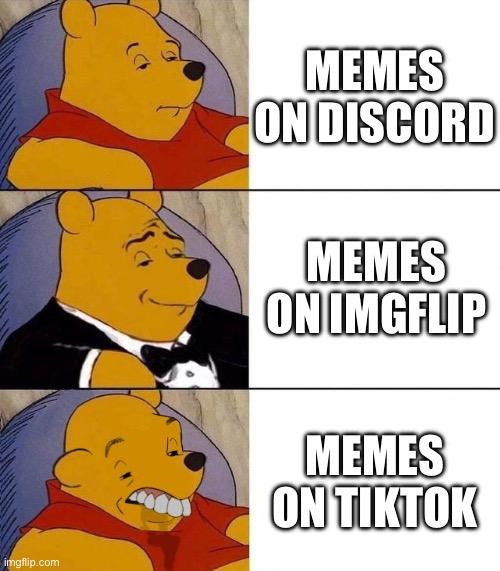 MEMES
ON DISCORD
MEMES
ON IMGFLIP
MEMES
ON TIKTOK
imgflip.com